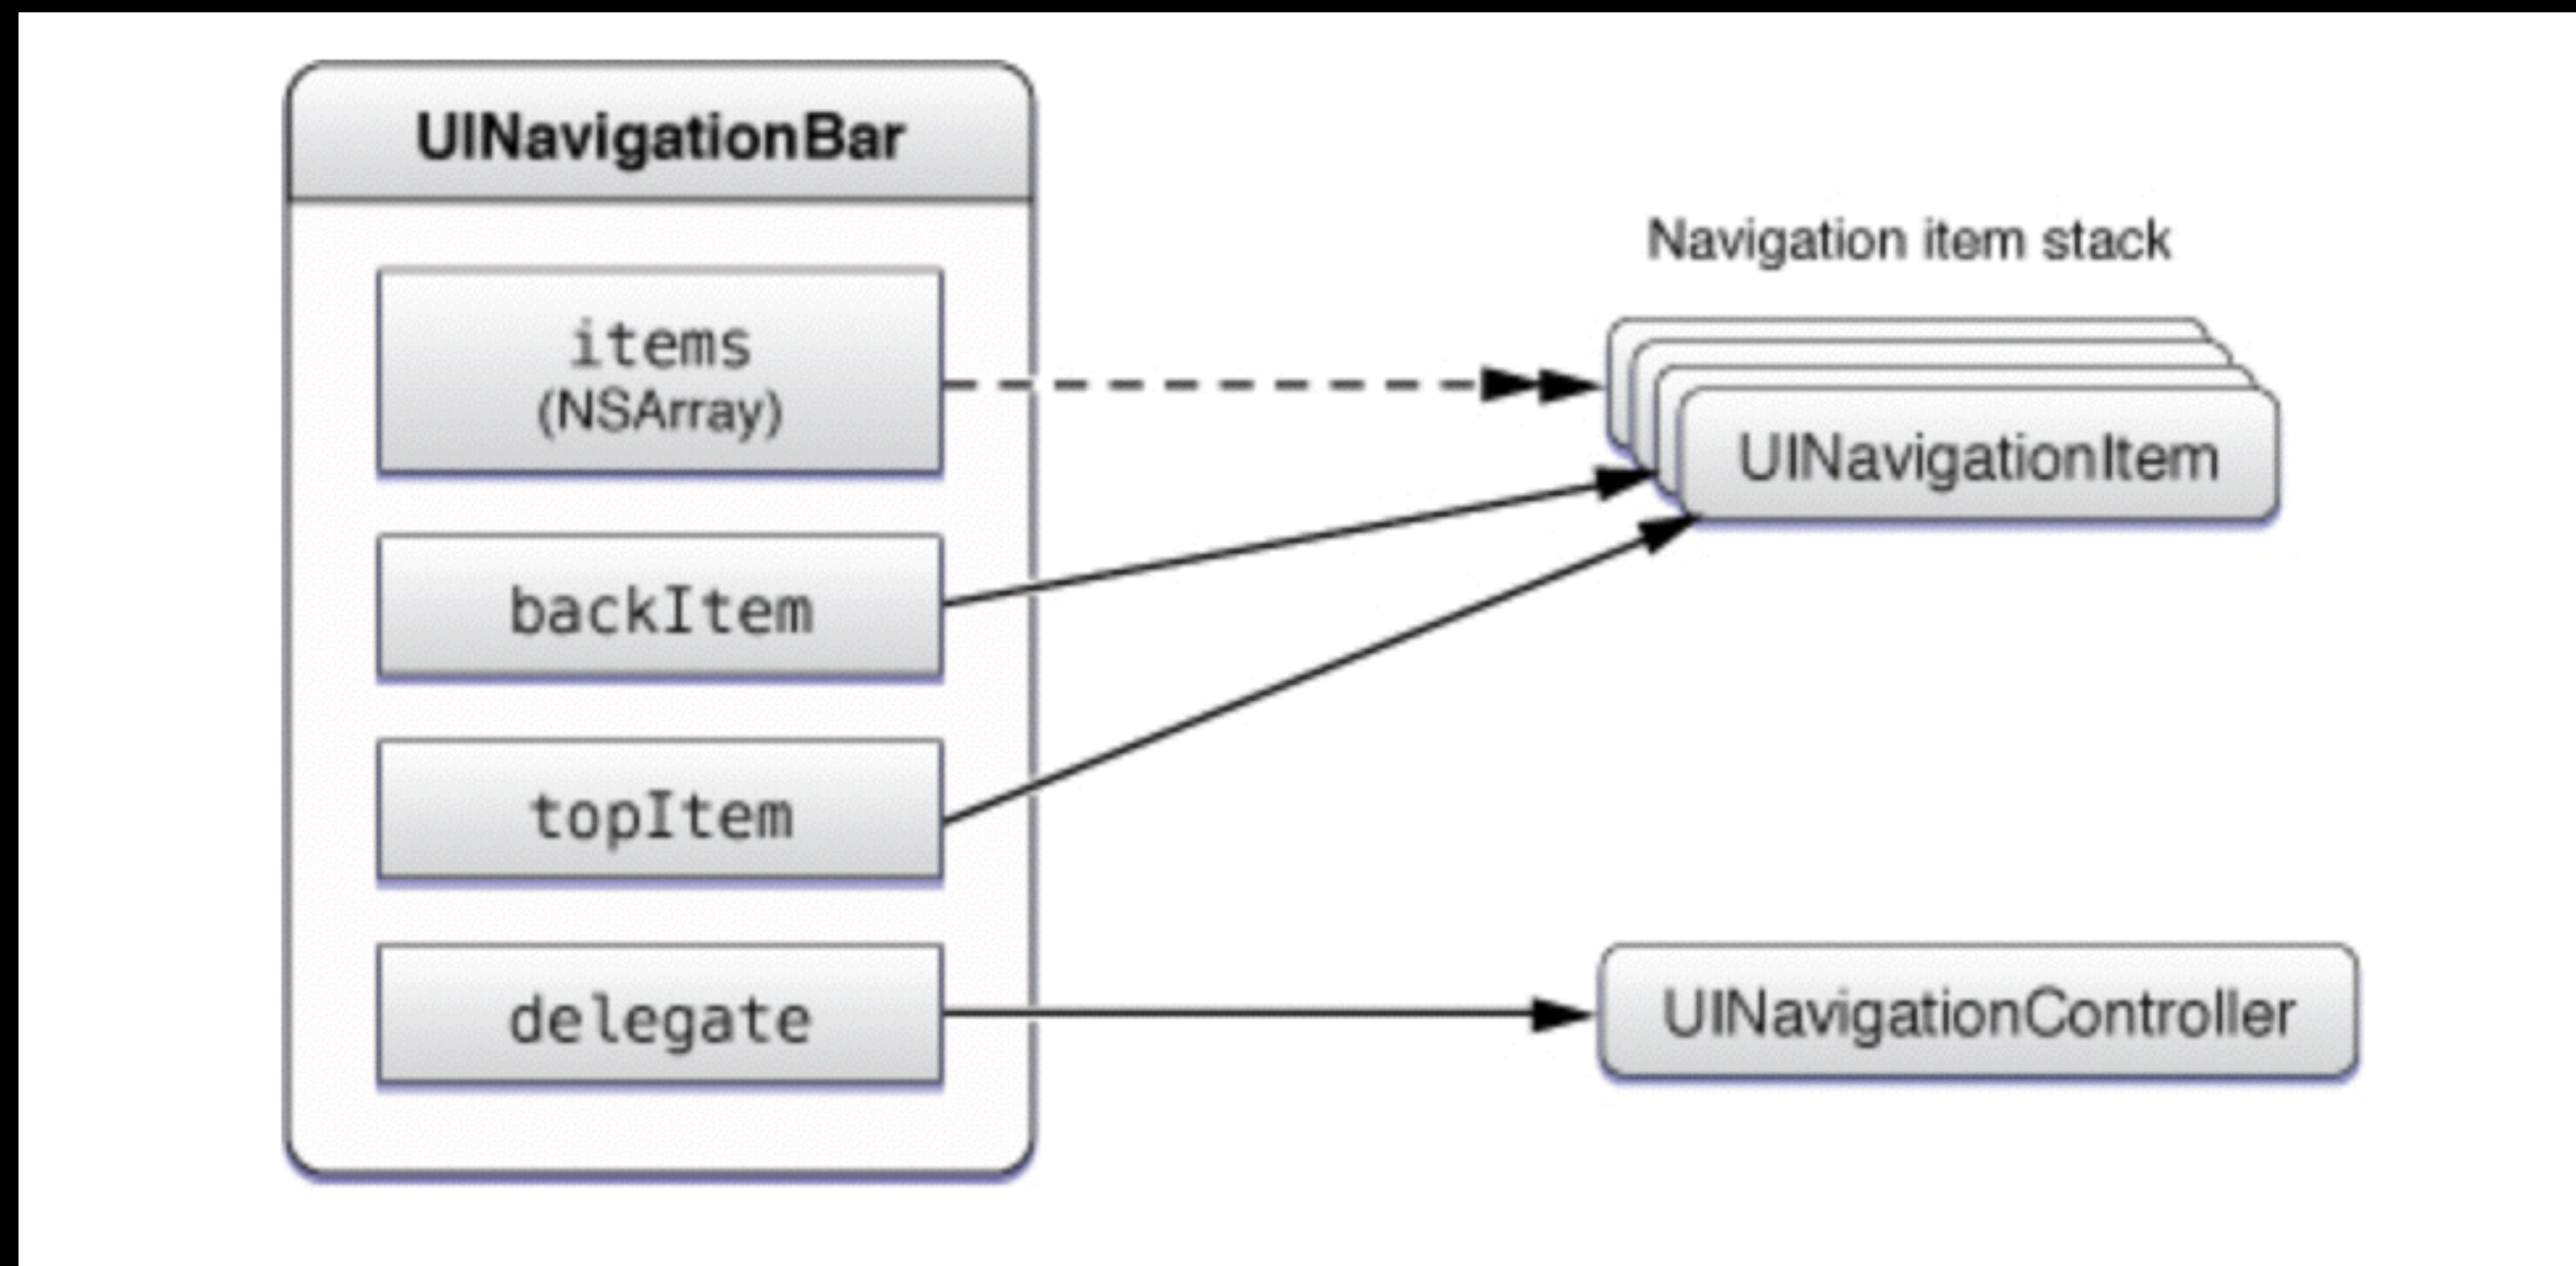 UINavigationBar
items
(NSArray)
backItem
topItem
delegate
Navigation item stack
UINavigationItem
UINavigationController